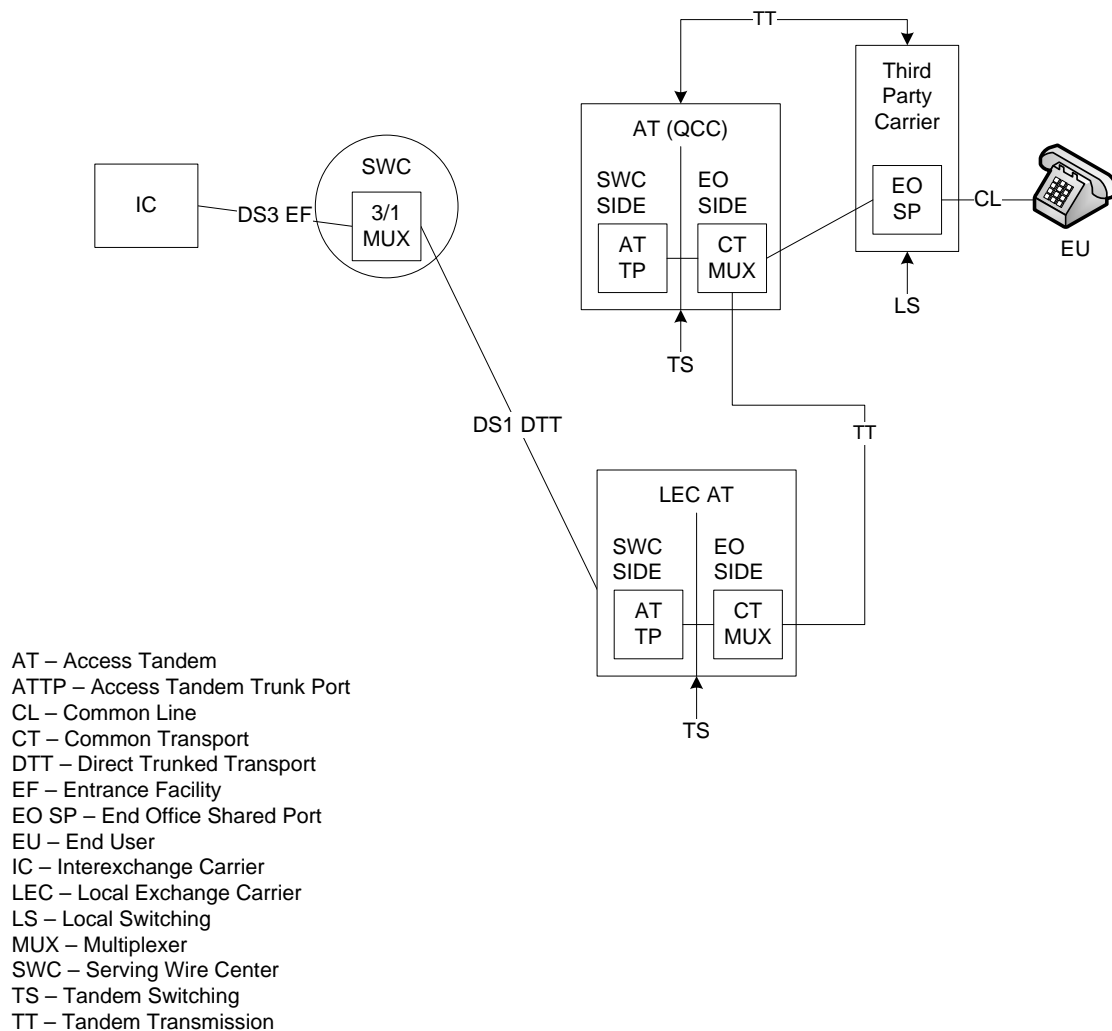 TT
Third
Party
Carrier
AT (QCC)
SWC
IC
DS3 EF
3/1
MUX
SWC
SIDE
EO
SIDE
AT
TP
CT
MUX
EO
SP
CL
EU
LS
TS
DS1 DTT
TT
LEC AT
SWC
SIDE
EO
SIDE
AT
TP
CT
MUX
TS
AT – Access Tandem
ATTP – Access Tandem Trunk Port
CL – Common Line
CT – Common Transport
DTT – Direct Trunked Transport
EF – Entrance Facility
EO SP – End Office Shared Port
EU – End User
IC – Interexchange Carrier
LEC – Local Exchange Carrier
LS – Local Switching
MUX – Multiplexer
SWC – Serving Wire Center
TS – Tandem Switching
TT – Tandem Transmission